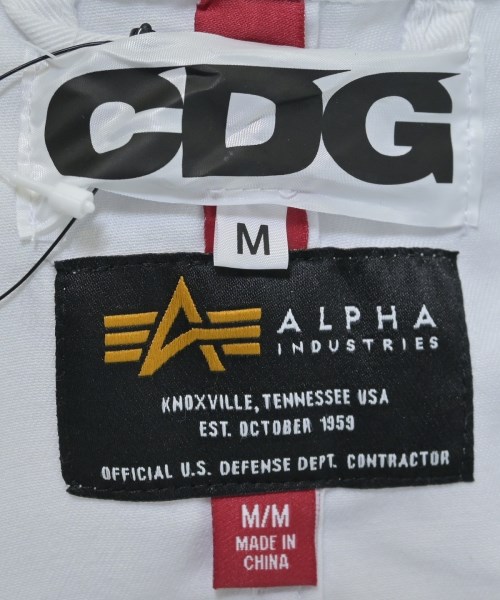 CDG
M
ALPHA
INDUSTRIES
KNOXVILLE, TENNESSEE USA
EST. OCTOBER 1959
OFFICIAL U.S. DEFENSE DEPT. CONTRACTOR
M/M
MADE IN
CHINA